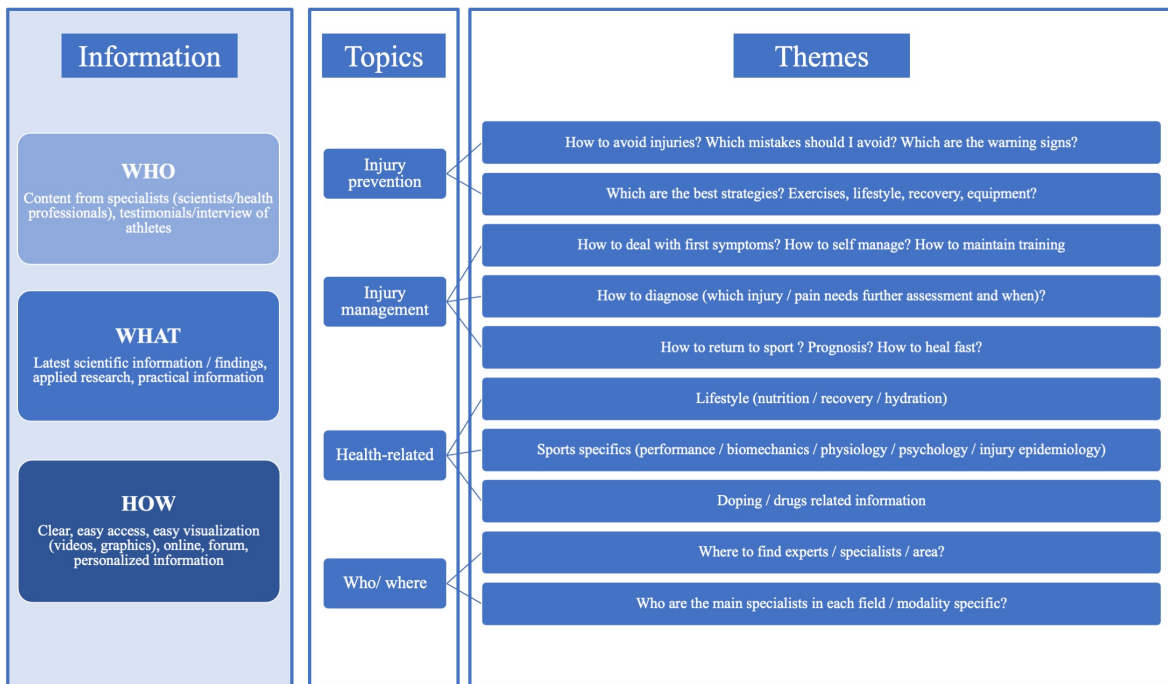 Information
WHO
Content from specialists (scientists/health
professionals), testimonials/interview of
athletes
WHAT
Latest scientific information / findings,
applied research, practical information
HOW
Clear, easy access, easy visualization
(videos, graphics), online, forum,
personalized information
Topics
Injury
prevention
Injury
management
Health-related
Who/ where
Themes
How to avoid injuries? Which mistakes should I avoid? Which are the warning signs?
Which are the best strategies? Exercises, lifestyle, recovery, equipment?
How to deal with first symptoms? How to self manage? How to maintain training
How to diagnose (which injury / pain needs further assessment and when)?
How to return to sport ? Prognosis? How to heal fast?
Lifestyle (nutrition / recovery / hydration)
Sports specifics (performance / biomechanics / physiology / psychology / injury epidemiology)
Doping / drugs related information
Where to find experts / specialists / area?
Who are the main specialists in each field / modality specific?